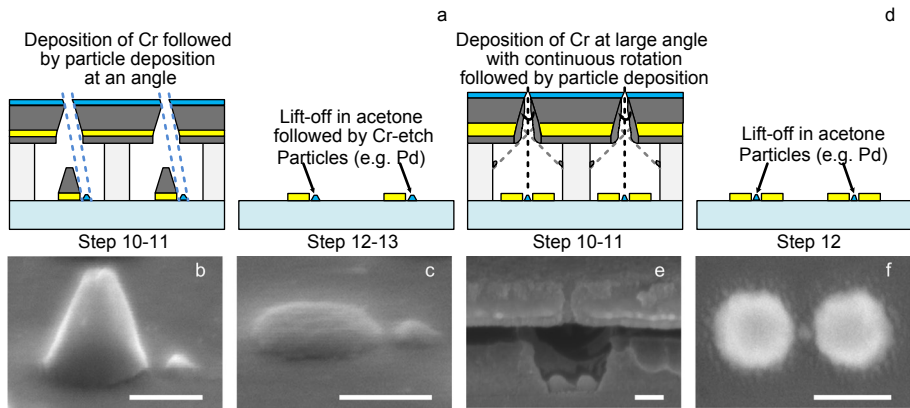 a
Deposition of Cr followed
by particle deposition
at an angle
Lift-off in acetone
followed by Cr-etch
Particles (e.g. Pd)
Step 10-11
Step 12-13
b
c
d
Deposition of Cr at large angle
with continuous rotation
followed by particle deposition
Lift-off in acetone
Particles (e.g. Pd)
Step 10-11
Step 12
e
f